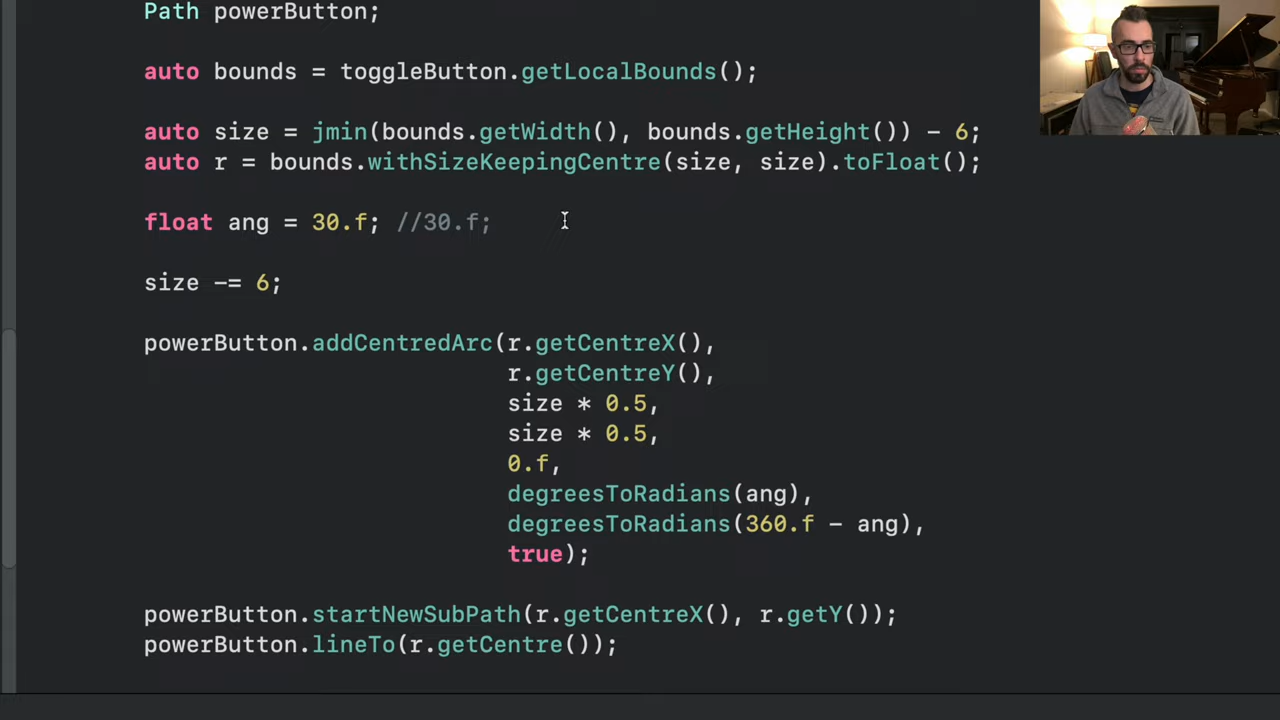 Path powerButton;
auto bounds = toggleButton.getLocalBounds();
auto size = jmin(bounds.getWidth(), bounds.getHeight()) - 6;
auto r = bounds.withSizeKeepingCentre(size, size).toFloat();
float ang = 30.f; //30.f;
size -= 6;
powerButton.addCentredArc(r.getCentreX(),
r.getCentreY(),
size * 0.5,
size * 0.5,
0.f,
degreesToRadians(ang),
degreesToRadians(360.f - ang),
true);
powerButton.startNewSubPath(r.getCentreX(), r.getY());
powerButton.lineTo(r.getCentre());